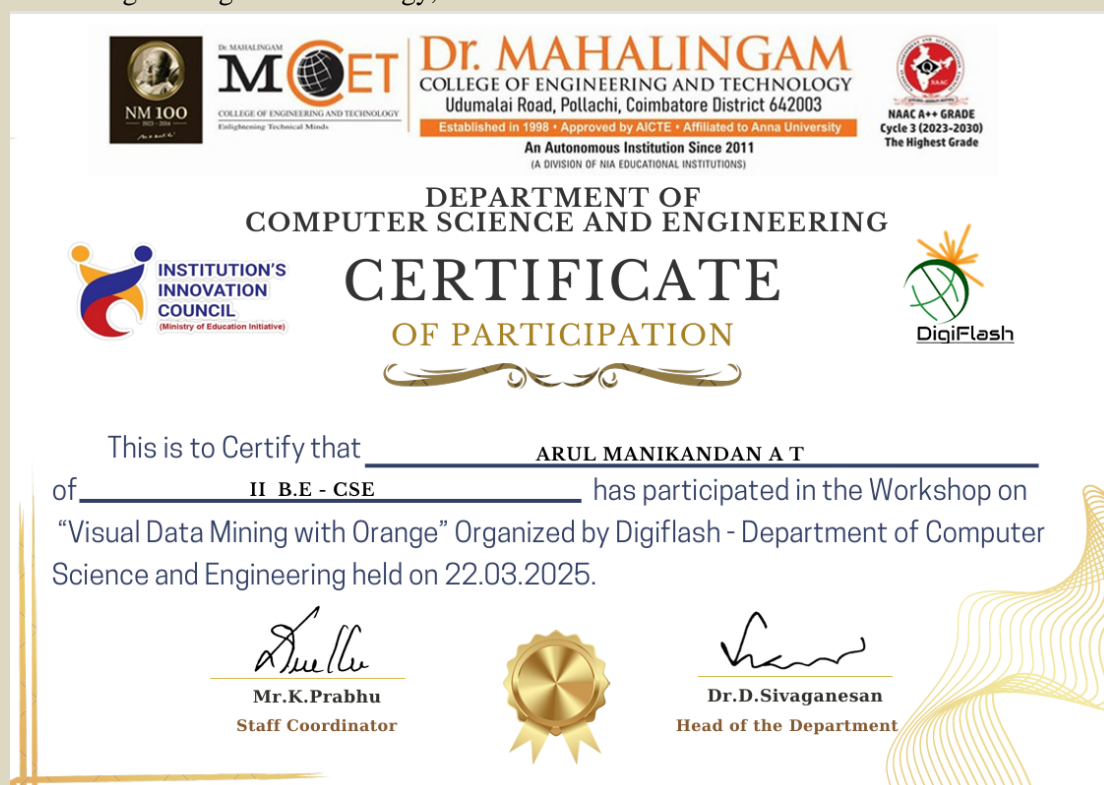 NM 100
Dr. MAHALINGAM
MCET
COLLEGE OF ENGINEERING AND TECHNOLOGY
Enlightening Technical Minds
Dr. MAHALINGAM
COLLEGE OF ENGINEERING AND TECHNOLOGY
Udumalai Road, Pollachi, Coimbatore District 642003
Established in 1998 • Approved by AICTE • Affiliated to Anna University
An Autonomous Institution Since 2011
(A DIVISION OF NIA EDUCATIONAL INSTITUTIONS)
NAAC
NAAC A++ GRADE
Cycle 3 (2023-2030)
The Highest Grade
DEPARTMENT OF
COMPUTER SCIENCE AND ENGINEERING
INSTITUTION'S
INNOVATION
COUNCIL
(Ministry of Education Initiative)
CERTIFICATE
OF PARTICIPATION
DigiFlash
This is to Certify that ARUL MANIKANDAN A T
of II B.E - CSE has participated in the Workshop on
“Visual Data Mining with Orange” Organized by Digiflash - Department of Computer
Science and Engineering held on 22.03.2025.
Mr.K.Prabhu
Staff Coordinator
Dr.D.Sivaganesan
Head of the Department